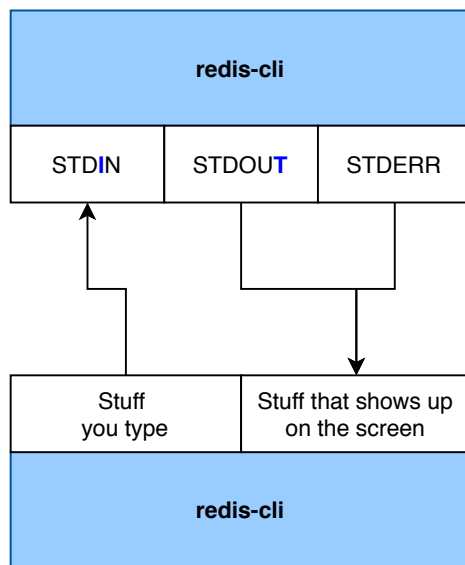 redis-cli
STDIN
STDOUT
STDERR
Stuff
you type
Stuff that shows up
on the screen
redis-cli